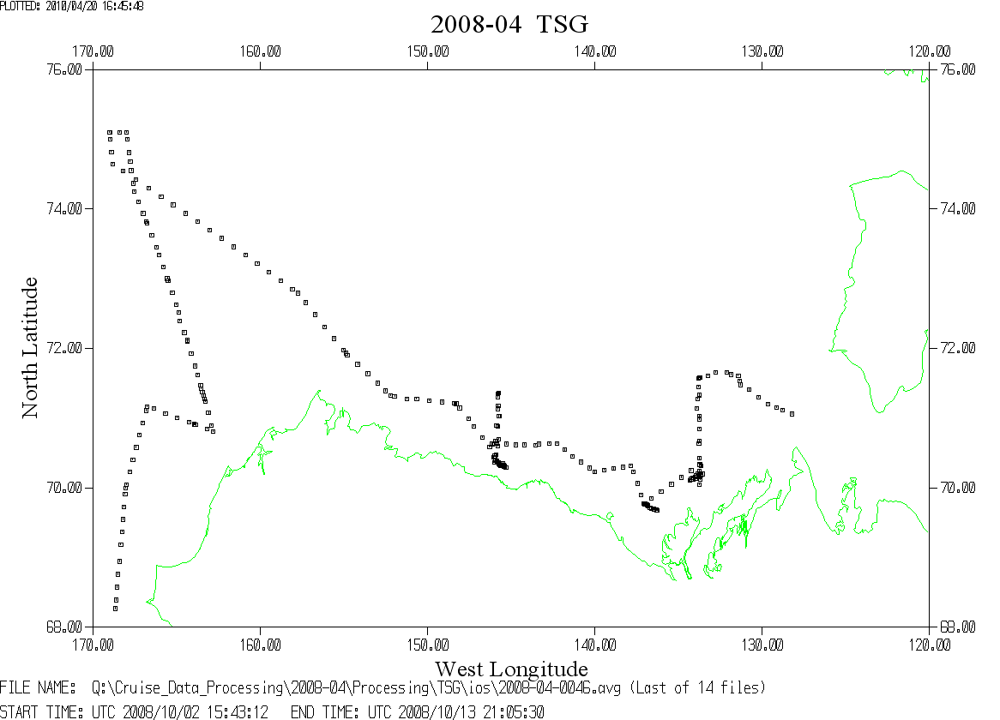 PLOTTED: 2010/04/20 16:45:43
2008-04 TSG
170.00 160.00 150.00 140.00 130.00 120.00
76.00 76.00
74.00 74.00
72.00 72.00
70.00 70.00
68.00 68.00
North Latitude
170.00 160.00 150.00 140.00 130.00 120.00
West Longitude
FILE NAME: Q:\Cruise_Data_Processing\2008-04\Processing\TSG\ios\2008-04-0046.avg (Last of 14 files)
START TIME: UTC 2008/10/02 15:43:12 END TIME: UTC 2008/10/13 21:05:30